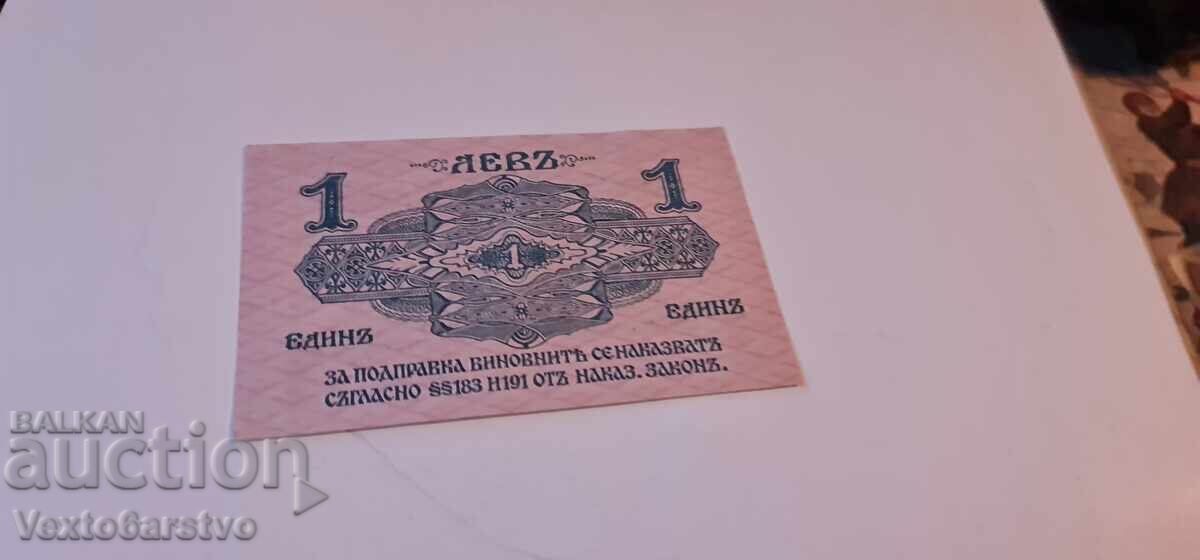 ЛЕВЪ
1 1
1
ЕДИНЪ ЕДИНЪ
ЗА ПОДПРАВКА ВИНОВНИТѢ СЕ НАКАЗВАТЪ
СЪГЛАСНО §§183 И 191 ОТЪ НАКАЗ. ЗАКОНЪ.
BALKAN
auction
Vexto6arstvo